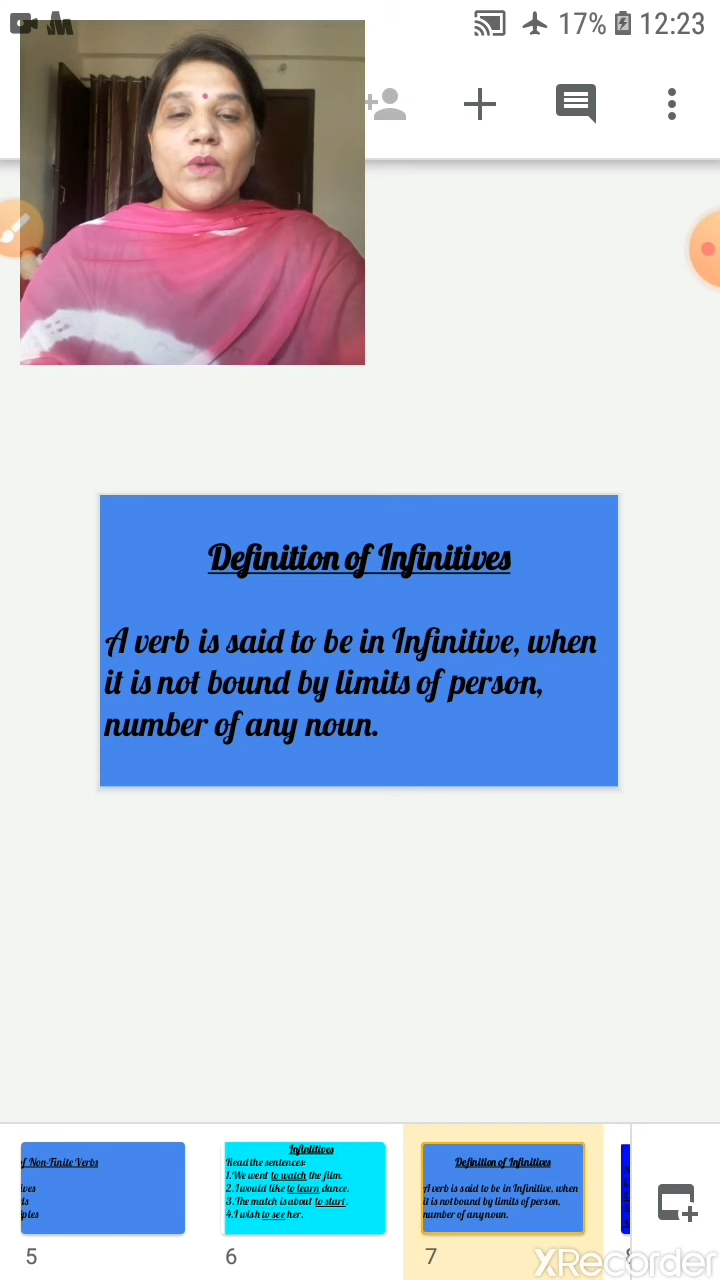 17% 12:23
Definition of Infinitives
A verb is said to be in Infinitive, when
it is not bound by limits of person,
number of any noun.
f Non-Finite Verbs
ives
ts
iples
5
Infinitives
Read the sentences:
1.We went to watch the film.
2.I would like to learn dance.
3.The match is about to start.
4.I wish to see her.
6
Definition of Infinitives
A verb is said to be in Infinitive, when
it is not bound by limits of person,
number of any noun.
7
8
XRecorder